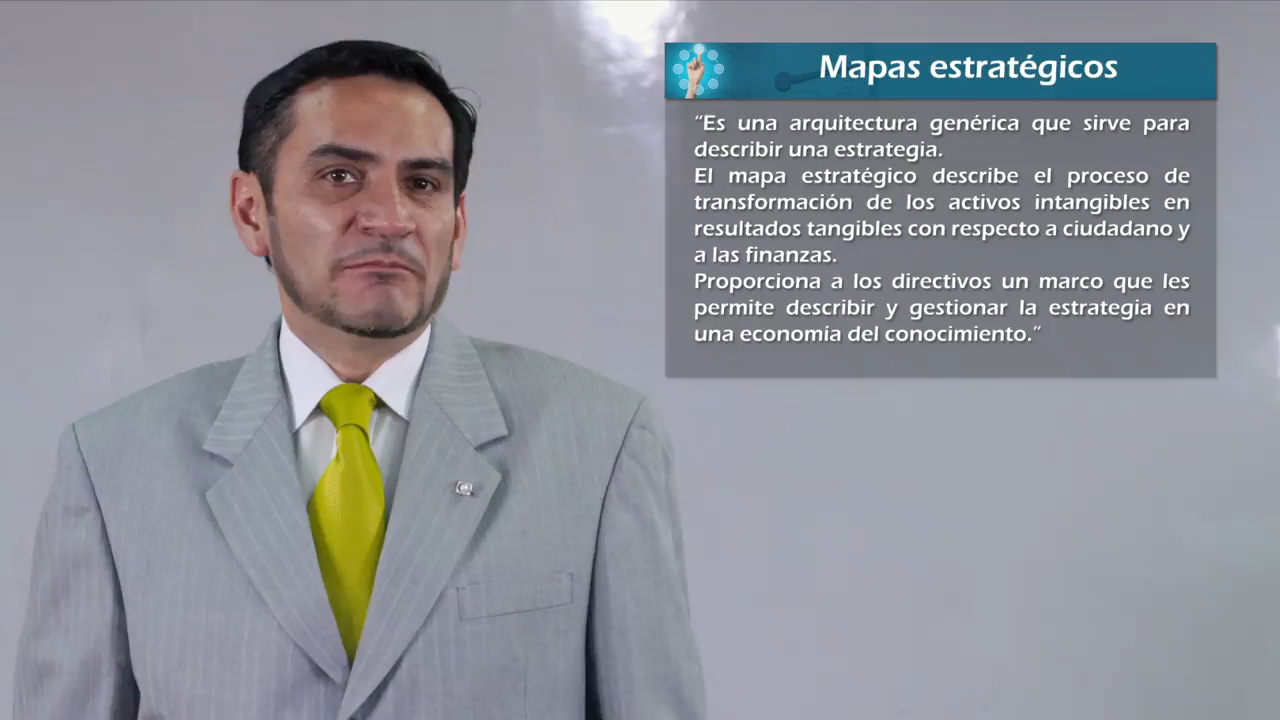 Mapas estratégicos
“Es una arquitectura genérica que sirve para
describir una estrategia.
El mapa estratégico describe el proceso de
transformación de los activos intangibles en
resultados tangibles con respecto a ciudadano y
a las finanzas.
Proporciona a los directivos un marco que les
permite describir y gestionar la estrategia en
una economía del conocimiento.”